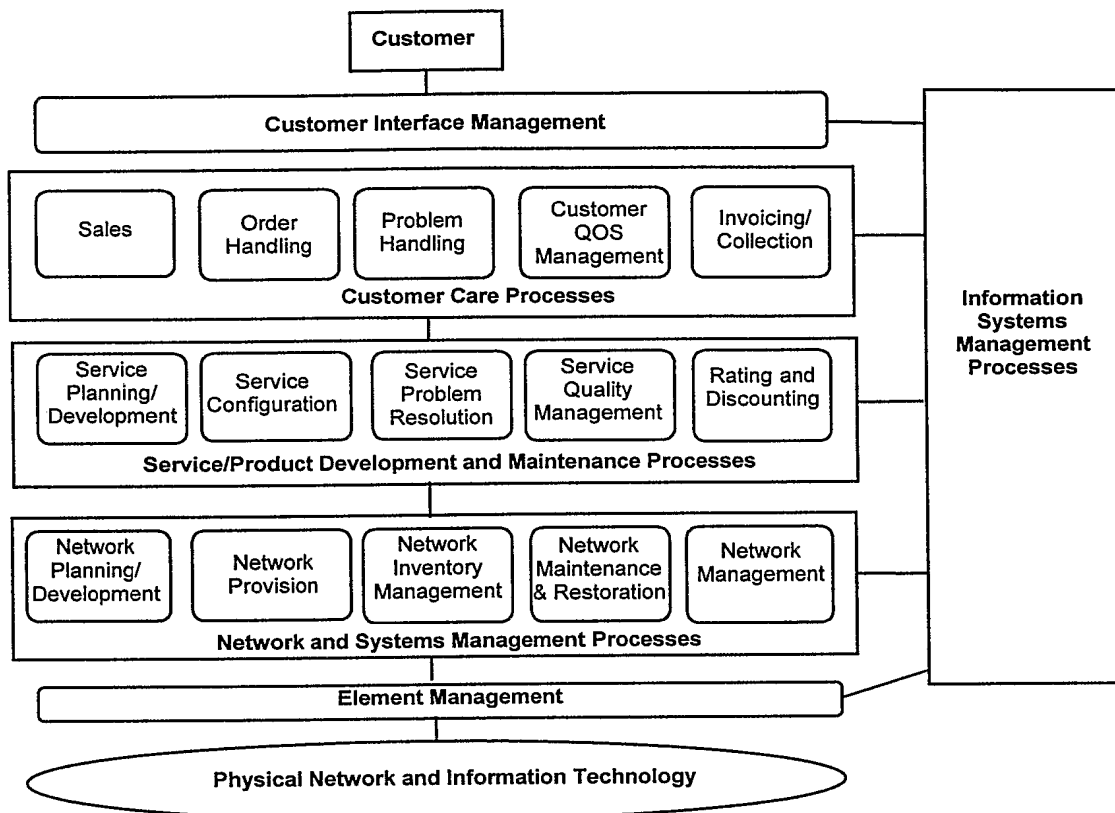 Customer
Customer Interface Management
Sales
Order
Handling
Problem
Handling
Customer
QOS
Management
Invoicing/
Collection
Customer Care Processes
Service
Planning/
Development
Service
Configuration
Service
Problem
Resolution
Service
Quality
Management
Rating and
Discounting
Service/Product Development and Maintenance Processes
Network
Planning/
Development
Network
Provision
Network
Inventory
Management
Network
Maintenance
& Restoration
Network
Management
Network and Systems Management Processes
Element Management
Physical Network and Information Technology
Information
Systems
Management
Processes